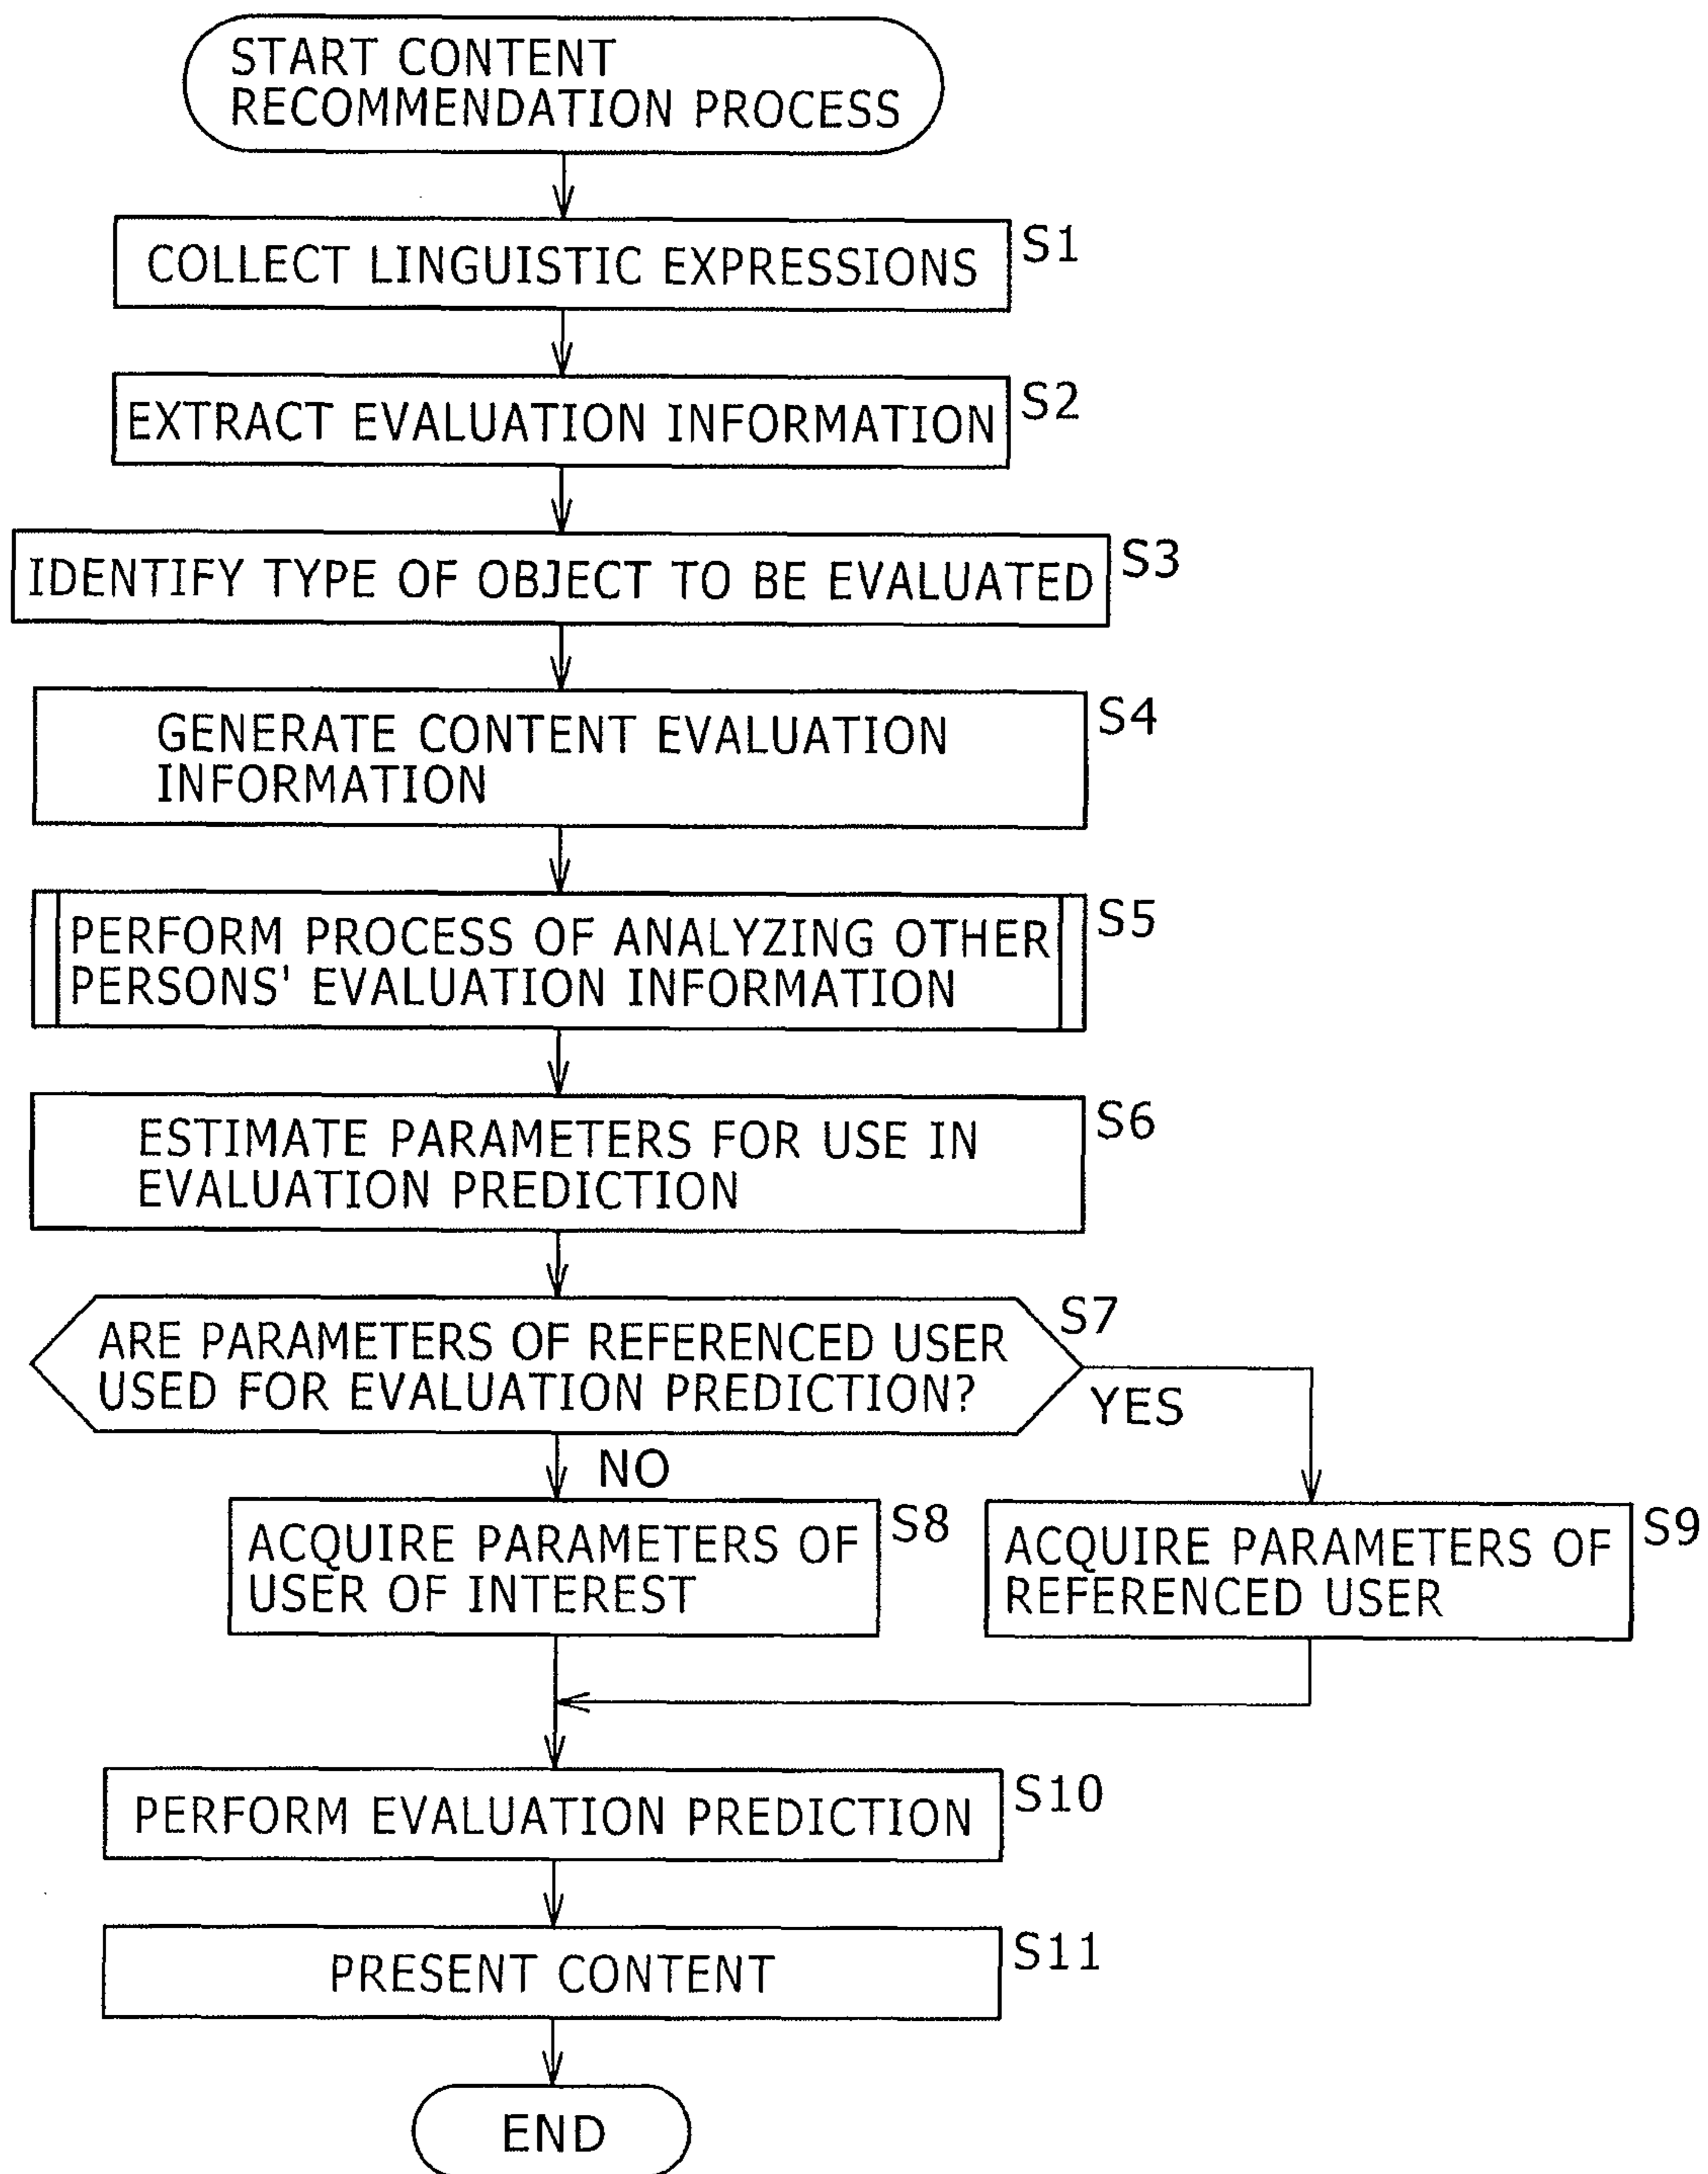 START CONTENT
RECOMMENDATION PROCESS
COLLECT LINGUISTIC EXPRESSIONS
S1
EXTRACT EVALUATION INFORMATION
S2
IDENTIFY TYPE OF OBJECT TO BE EVALUATED
S3
GENERATE CONTENT EVALUATION
INFORMATION
S4
PERFORM PROCESS OF ANALYZING OTHER
PERSONS' EVALUATION INFORMATION
S5
ESTIMATE PARAMETERS FOR USE IN
EVALUATION PREDICTION
S6
ARE PARAMETERS OF REFERENCED USER
USED FOR EVALUATION PREDICTION?
S7
YES
NO
ACQUIRE PARAMETERS OF
USER OF INTEREST
S8
ACQUIRE PARAMETERS OF
REFERENCED USER
S9
PERFORM EVALUATION PREDICTION
S10
PRESENT CONTENT
S11
END